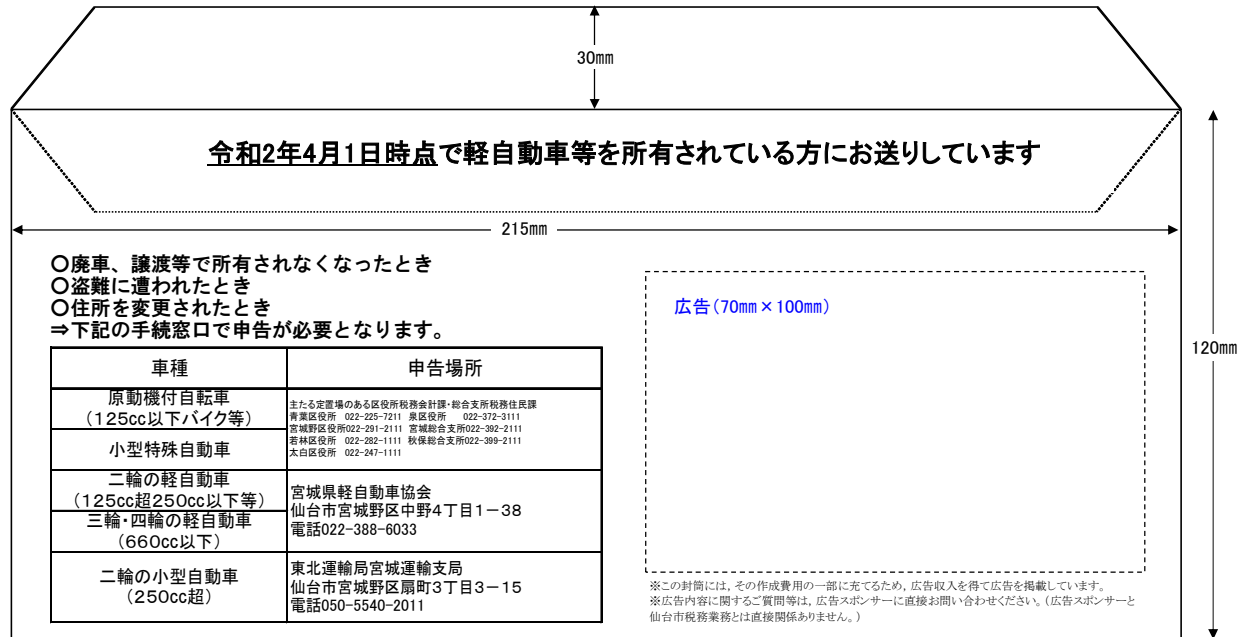 30mm
令和2年4月1日時点で軽自動車等を所有されている方にお送りしています
215mm
○廃車、譲渡等で所有されなくなったとき
○盗難に遭われたとき
○住所を変更されたとき
⇒下記の手続窓口で申告が必要となります。
車種
申告場所
原動機付自転車
（125cc以下バイク等）
小型特殊自動車
主たる定置場のある区役所税務会計課・総合支所税務住民課
青葉区役所 022-225-7211 泉区役所 022-372-3111
宮城野区役所022-291-2111 宮城総合支所022-392-2111
若林区役所 022-282-1111 秋保総合支所022-399-2111
太白区役所 022-247-1111
二輪の軽自動車
（125cc超250cc以下等）
三輪・四輪の軽自動車
（660cc以下）
宮城県軽自動車協会
仙台市宮城野区中野4丁目1－38
電話022-388-6033
二輪の小型自動車
（250cc超）
東北運輸局宮城運輸支局
仙台市宮城野区扇町3丁目3－15
電話050-5540-2011
広告（70mm×100mm）
120mm
※この封筒には，その作成費用の一部に充てるため，広告収入を得て広告を掲載しています。
※広告内容に関するご質問等は，広告スポンサーに直接お問い合わせください。（広告スポンサーと
仙台市税務業務とは直接関係ありません。）